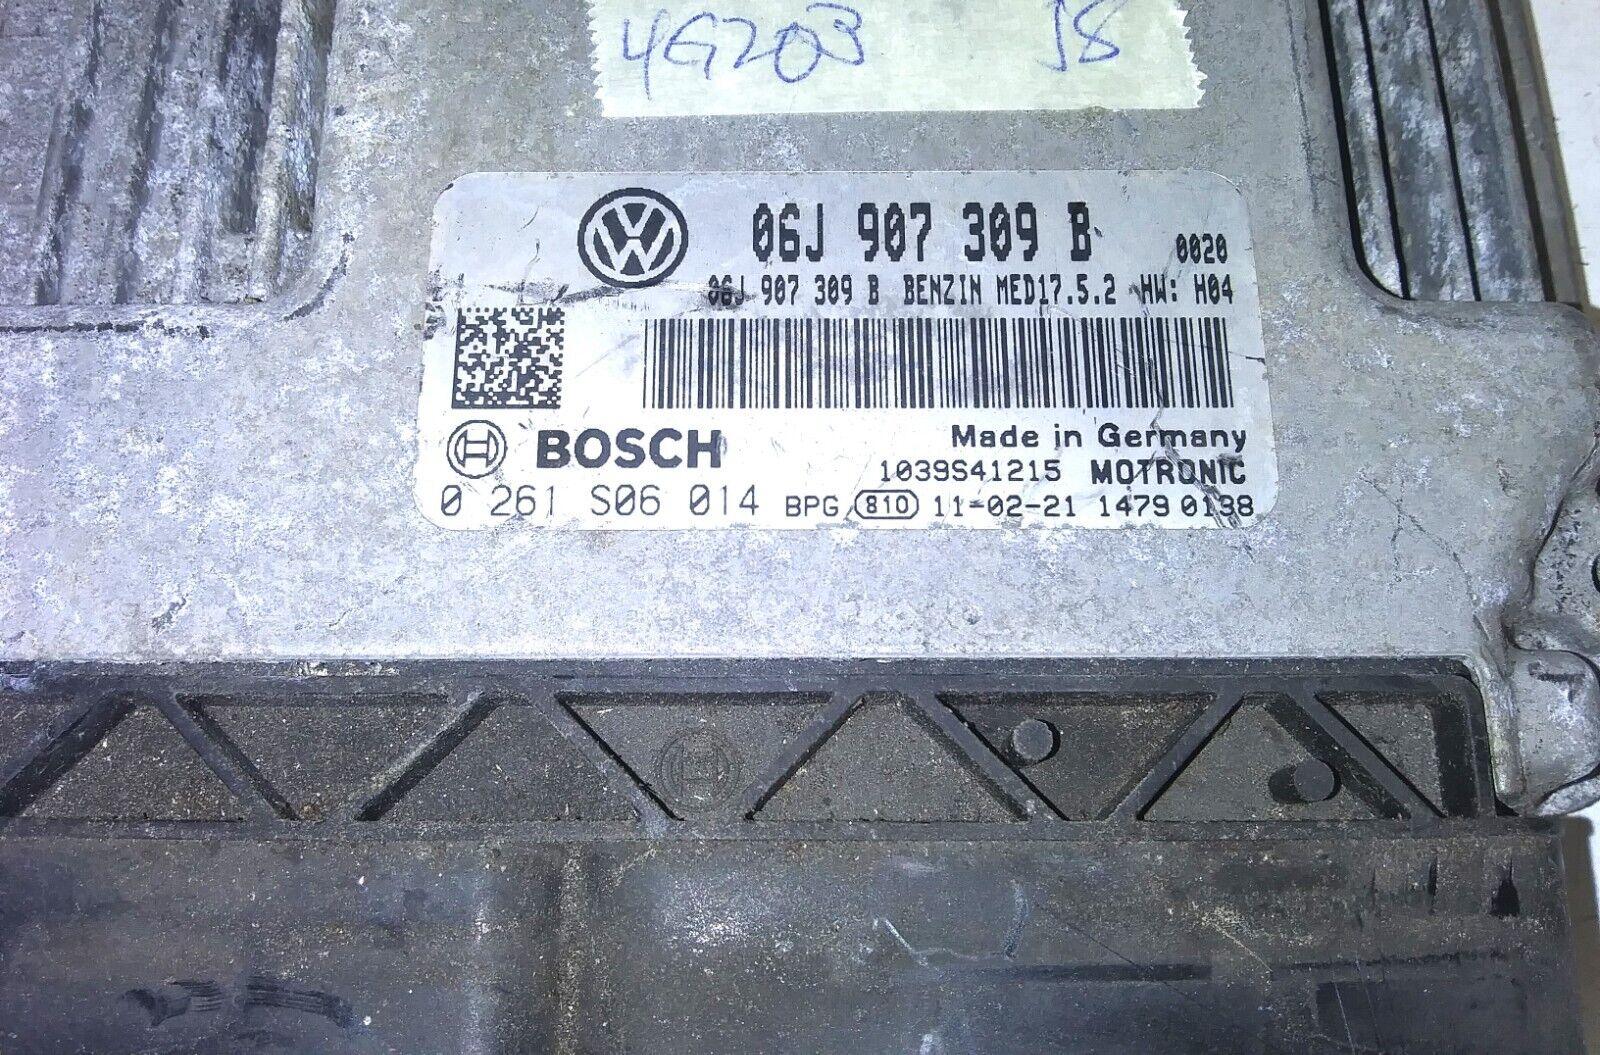 4G203 J8
06J 907 309 B 0020
06J 907 309 B BENZIN MED17.5.2 HW: H04
BOSCH Made in Germany
1039S41215 MOTRONIC
0 261 S06 014 BPG 810 11-02-21 1479 0138